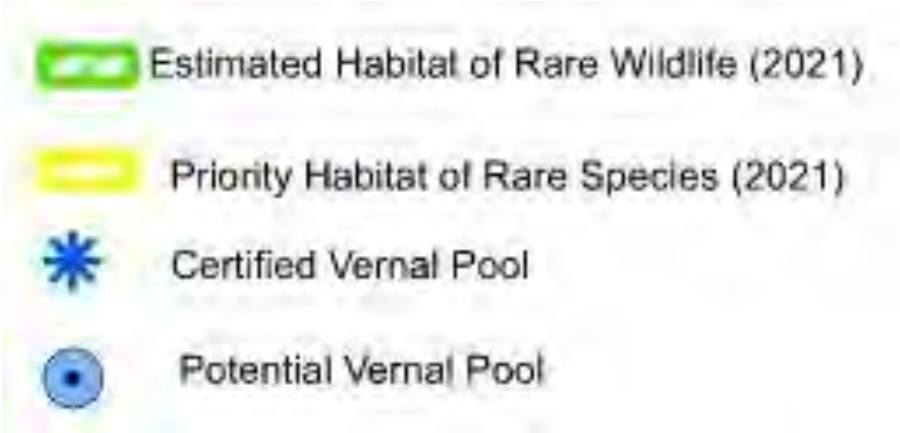 Estimated Habitat of Rare Wildlife (2021)
Priority Habitat of Rare Species (2021)
Certified Vernal Pool
Potential Vernal Pool